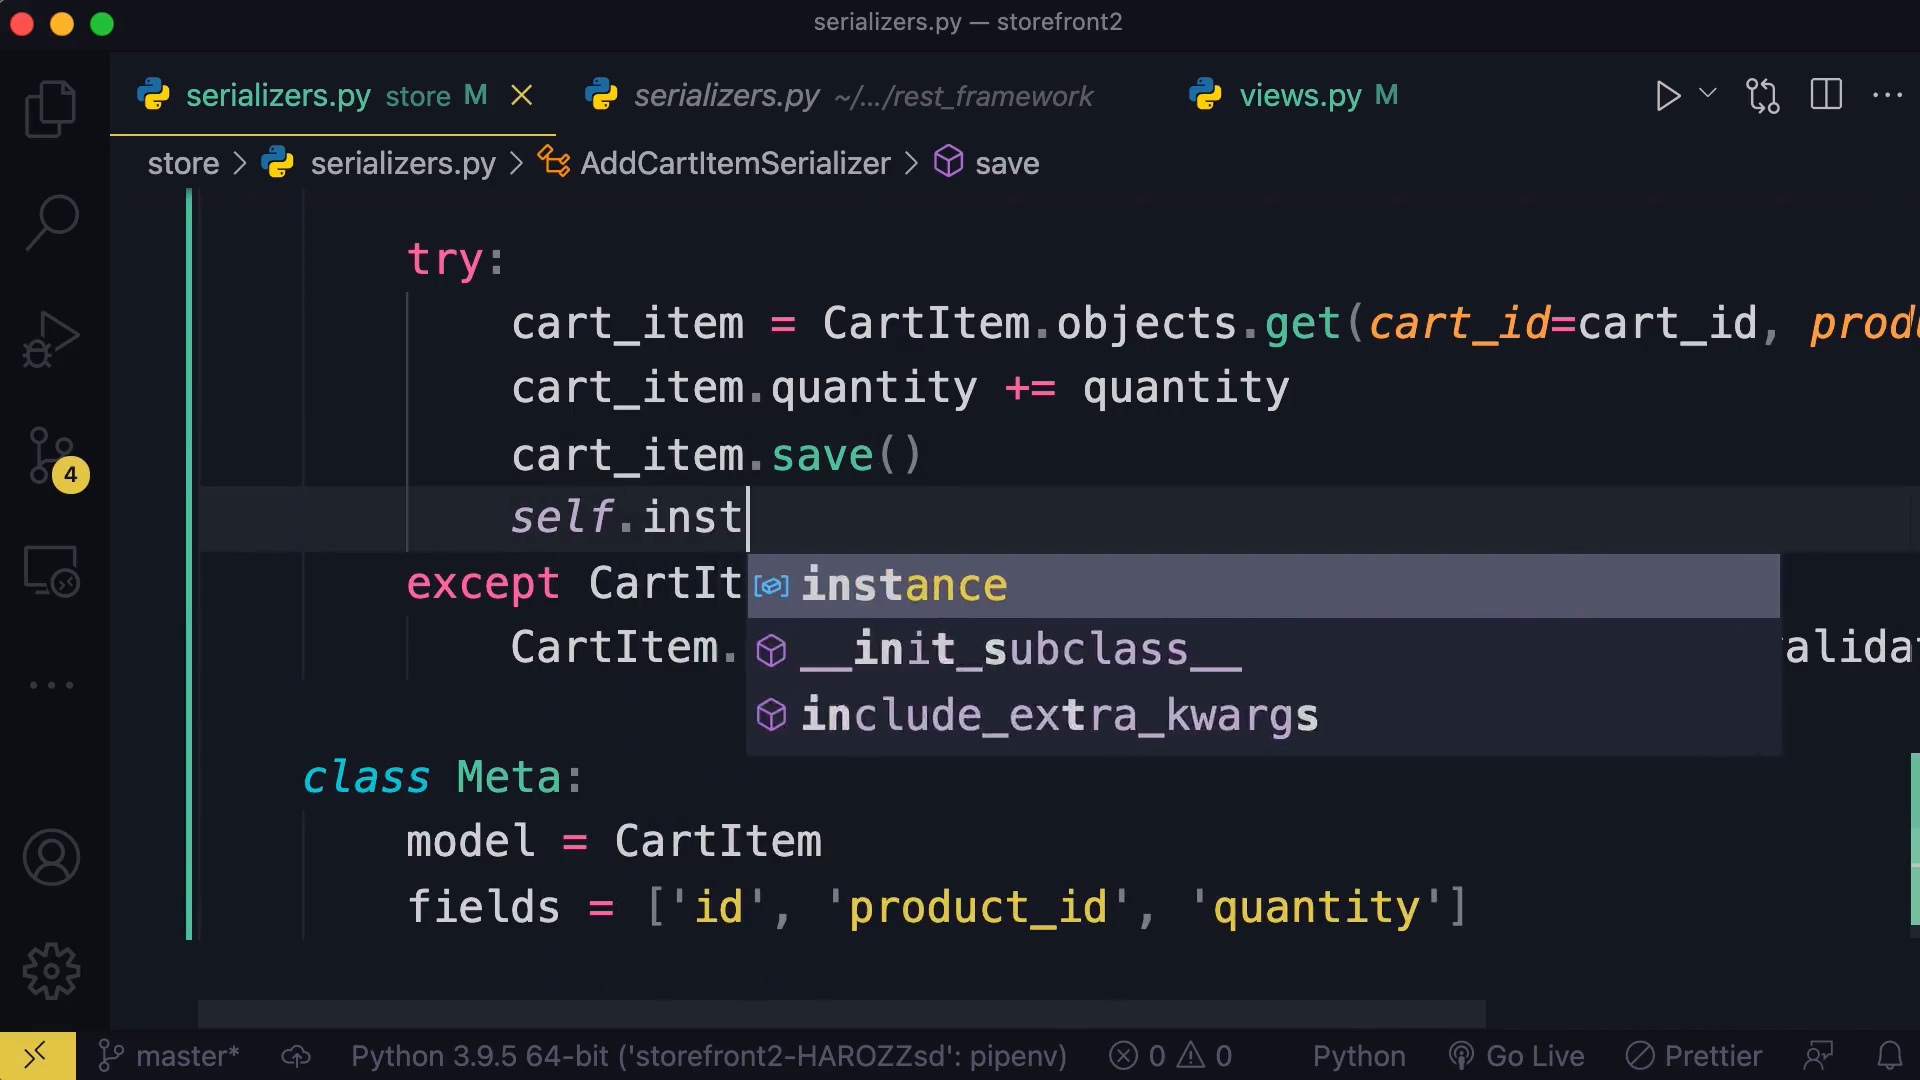 serializers.py — storefront2
serializers.py store M serializers.py ~/.../rest_framework views.py M
store > serializers.py > AddCartItemSerializer > save
try:
cart_item = CartItem.objects.get(cart_id=cart_id, produ
cart_item.quantity += quantity
cart_item.save()
self.inst
except CartIt
instance
CartItem.
__init_subclass__
alidat
include_extra_kwargs
class Meta:
model = CartItem
fields = ['id', 'product_id', 'quantity']
4
master* Python 3.9.5 64-bit ('storefront2-HAROZZsd': pipenv) 0 0 Python Go Live Prettier